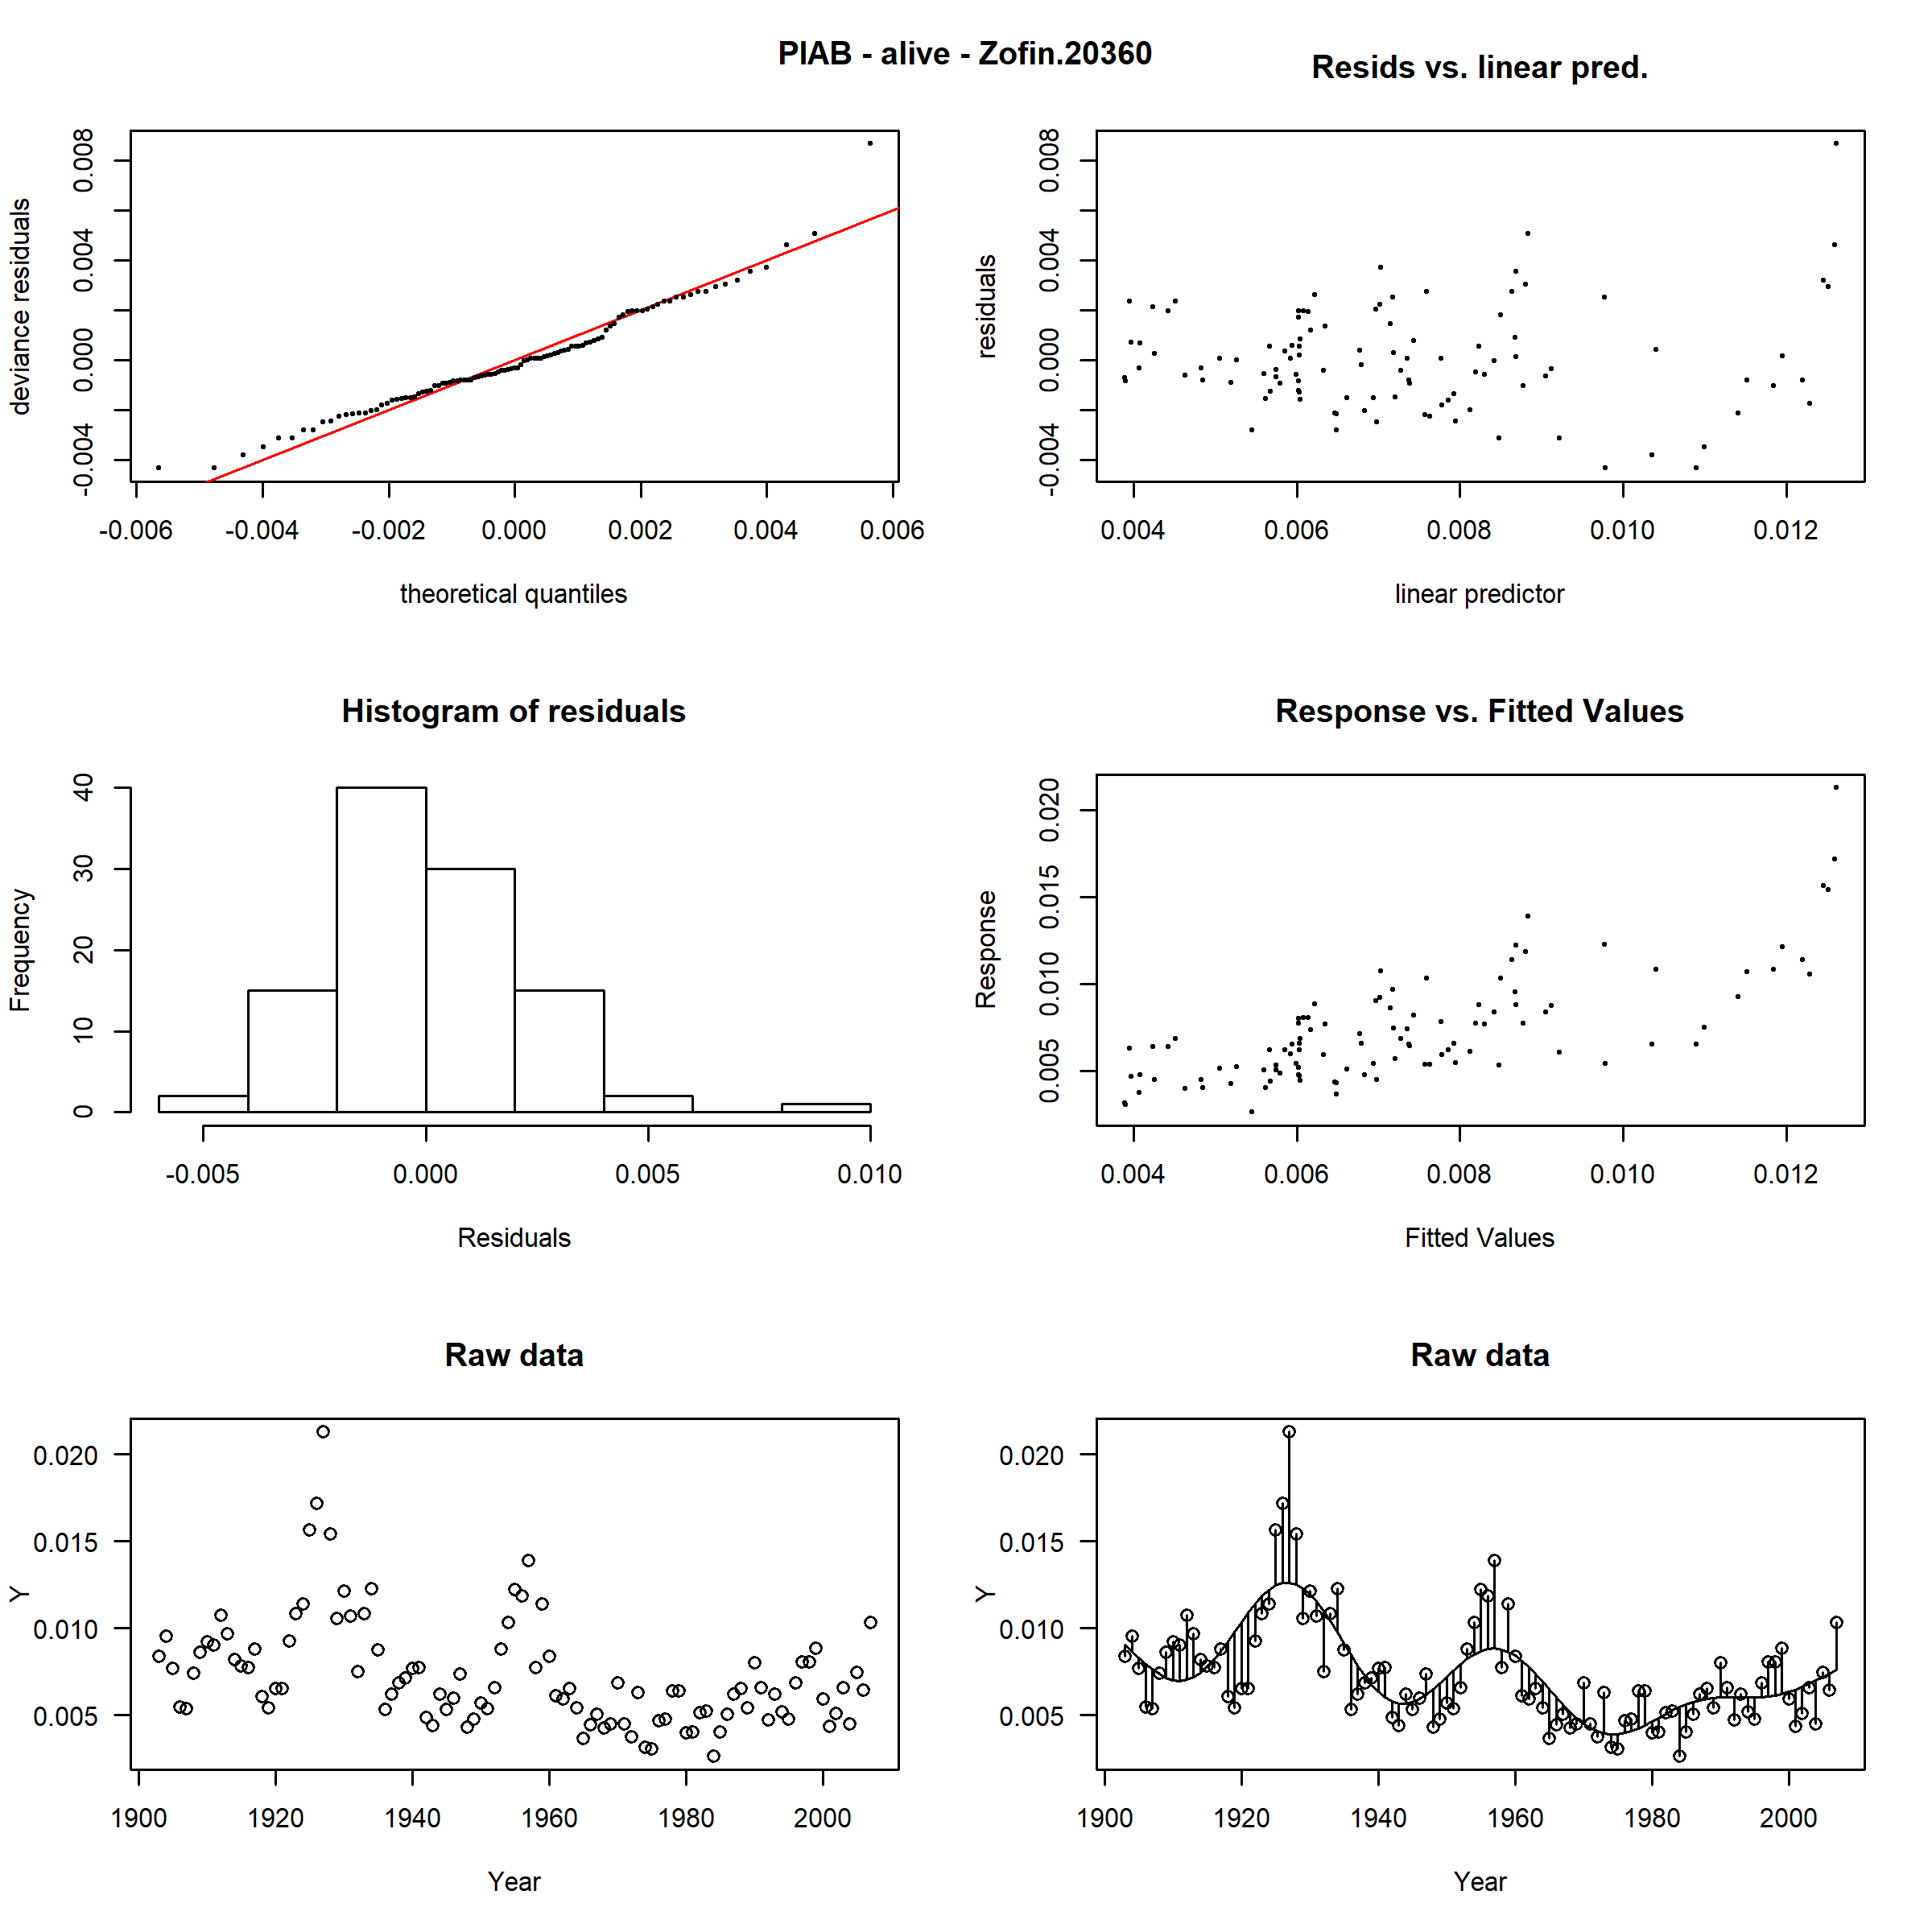 PIAB - alive - Zofin.20360
Resids vs. linear pred.
deviance residuals
-0.004 0.000 0.004 0.008
-0.006 -0.004 -0.002 0.000 0.002 0.004 0.006
theoretical quantiles
residuals
-0.004 0.000 0.004 0.008
0.004 0.006 0.008 0.010 0.012
linear predictor
Histogram of residuals
Frequency
0 10 20 30 40
-0.005 0.000 0.005 0.010
Residuals
Response vs. Fitted Values
Response
0.005 0.010 0.015 0.020
0.004 0.006 0.008 0.010 0.012
Fitted Values
Raw data
Y
0.020
0.015
0.010
0.005
1900 1920 1940 1960 1980 2000
Year
Raw data
Y
0.020
0.015
0.010
0.005
1900 1920 1940 1960 1980 2000
Year